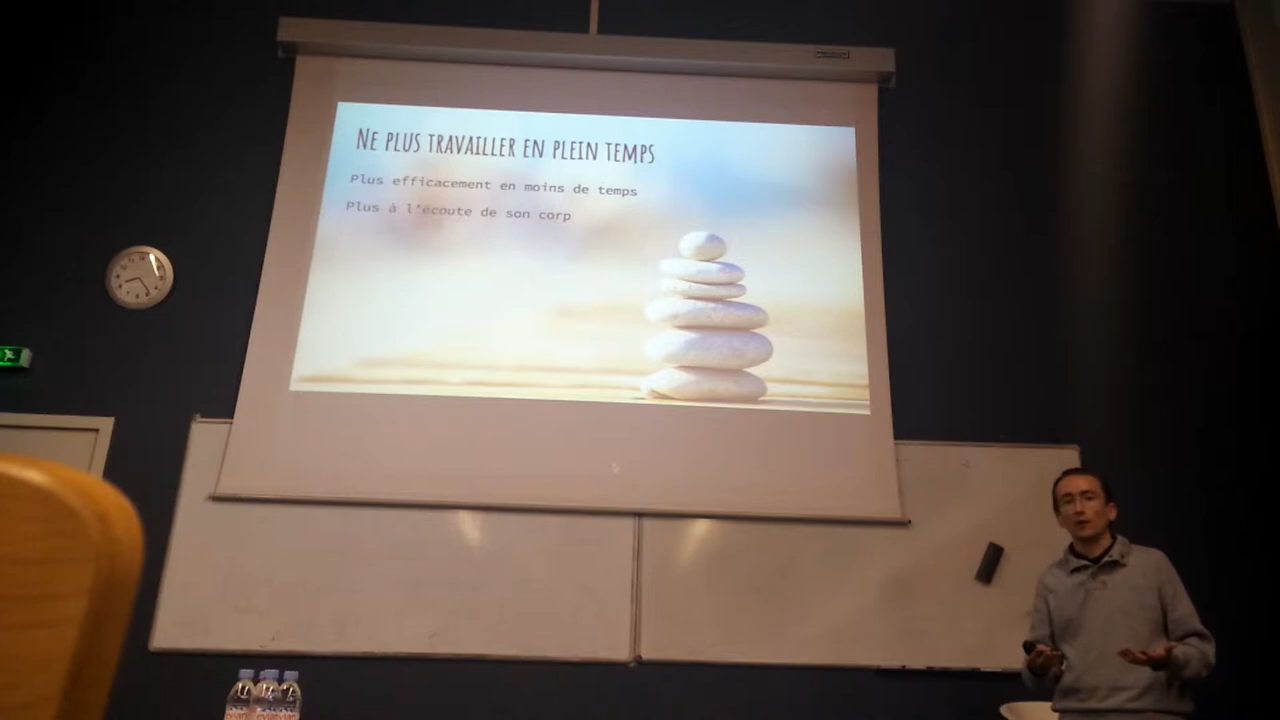 Ne plus travailler en plein temps
Plus efficacement en moins de temps
Plus à l'écoute de son corp